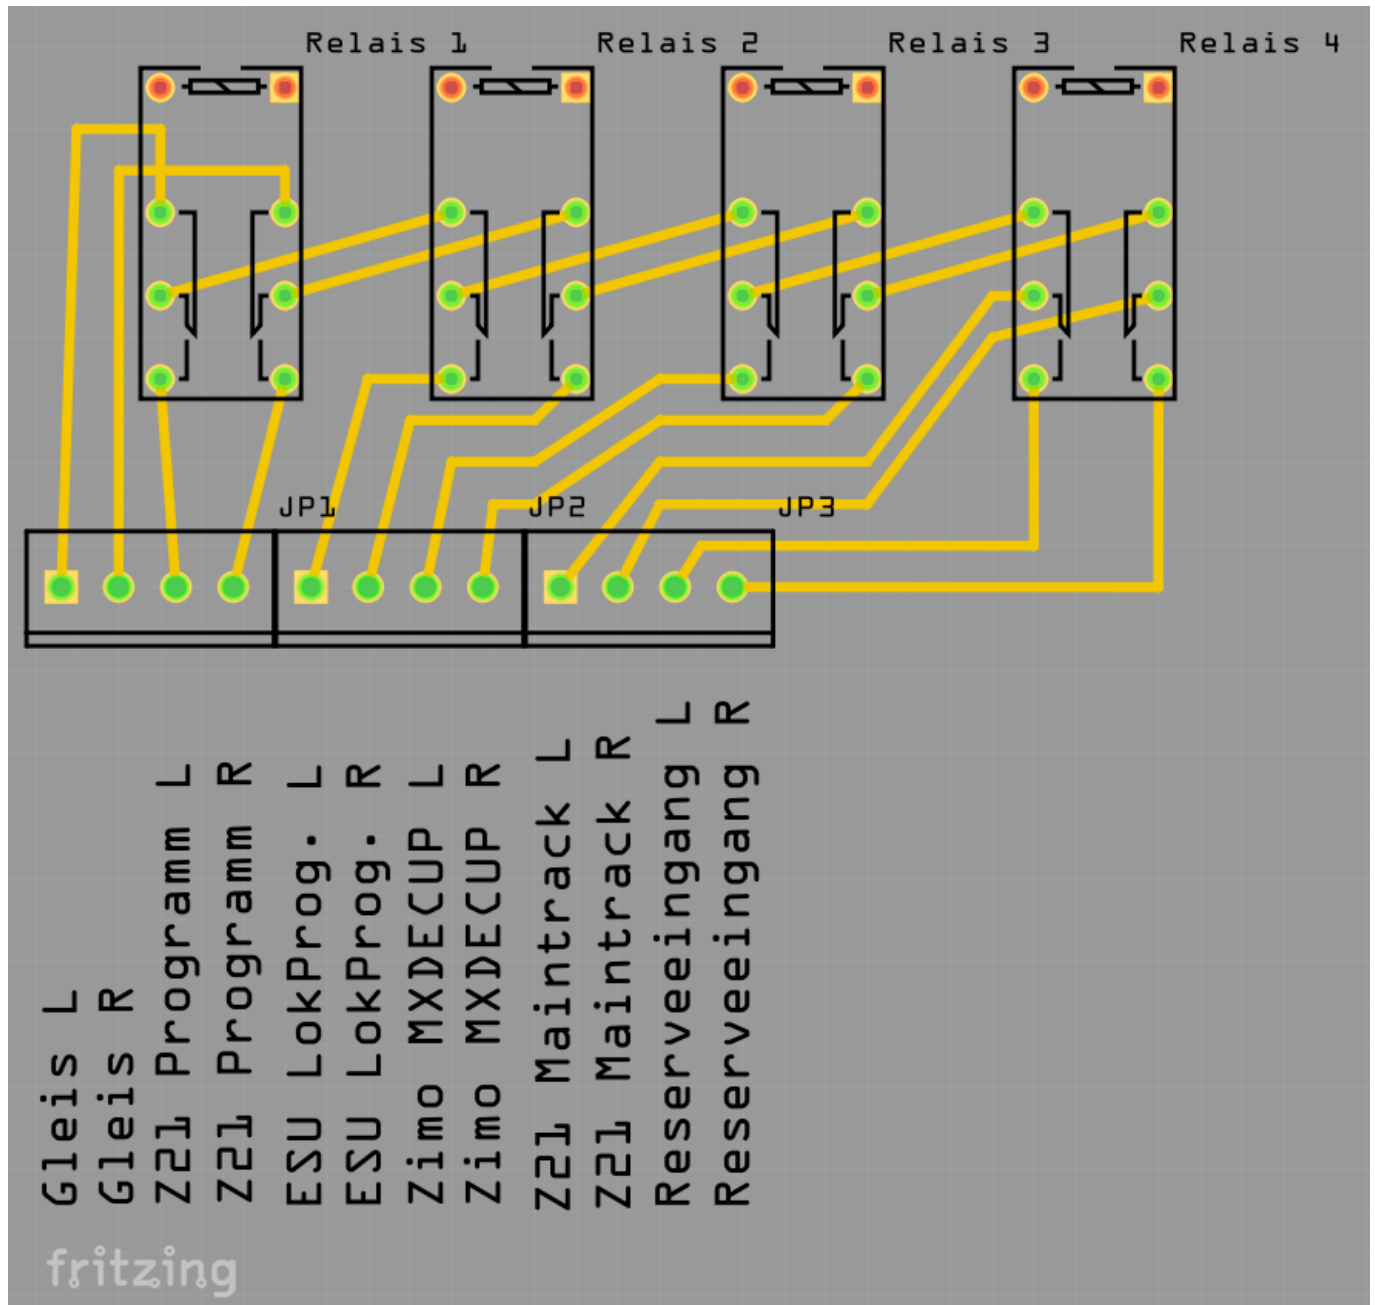 Relais 1
Relais 2
Relais 3
Relais 4
JP1
JP2
JP3
Gleis L
Gleis R
Z21 Programm L
Z21 Programm R
ESU LokProg. L
ESU LokProg. R
Zimo MXDECUP L
Zimo MXDECUP R
Z21 Maintrack L
Z21 Maintrack R
Reserveeingang L
Reserveeingang R
fritzing